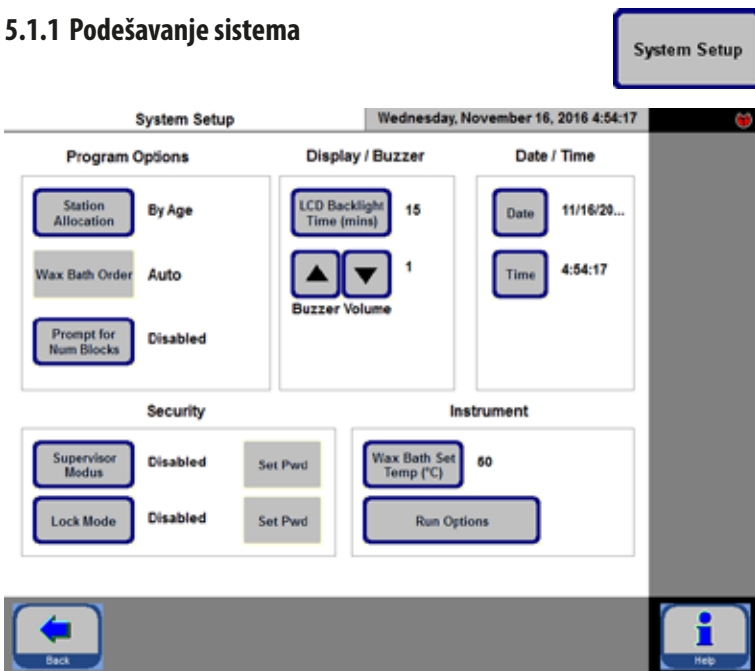 5.1.1 Podešavanje sistema
System Setup
System Setup
Wednesday, November 16, 2016 4:54:17
Program Options
Display / Buzzer
Date / Time
Station
Allocation
By Age
LCD Backlight
Time (mins)
15
Date
11/16/20...
Wax Bath Order
Auto
1
Time
4:54:17
Buzzer Volume
Prompt for
Num Blocks
Disabled
Security
Instrument
Supervisor
Modus
Disabled
Set Pwd
Wax Bath Set
Temp (°C)
60
Lock Mode
Disabled
Set Pwd
Run Options
Back
Help